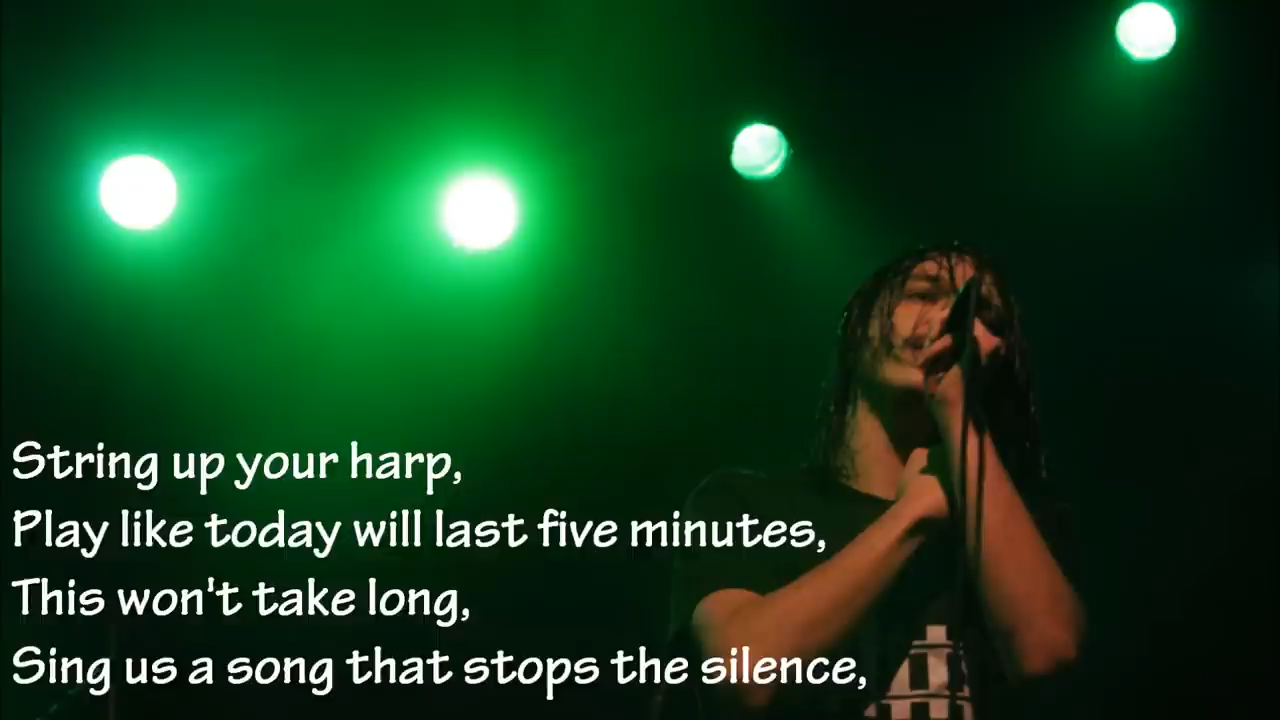 String up your harp,
Play like today will last five minutes,
This won't take long,
Sing us a song that stops the silence,